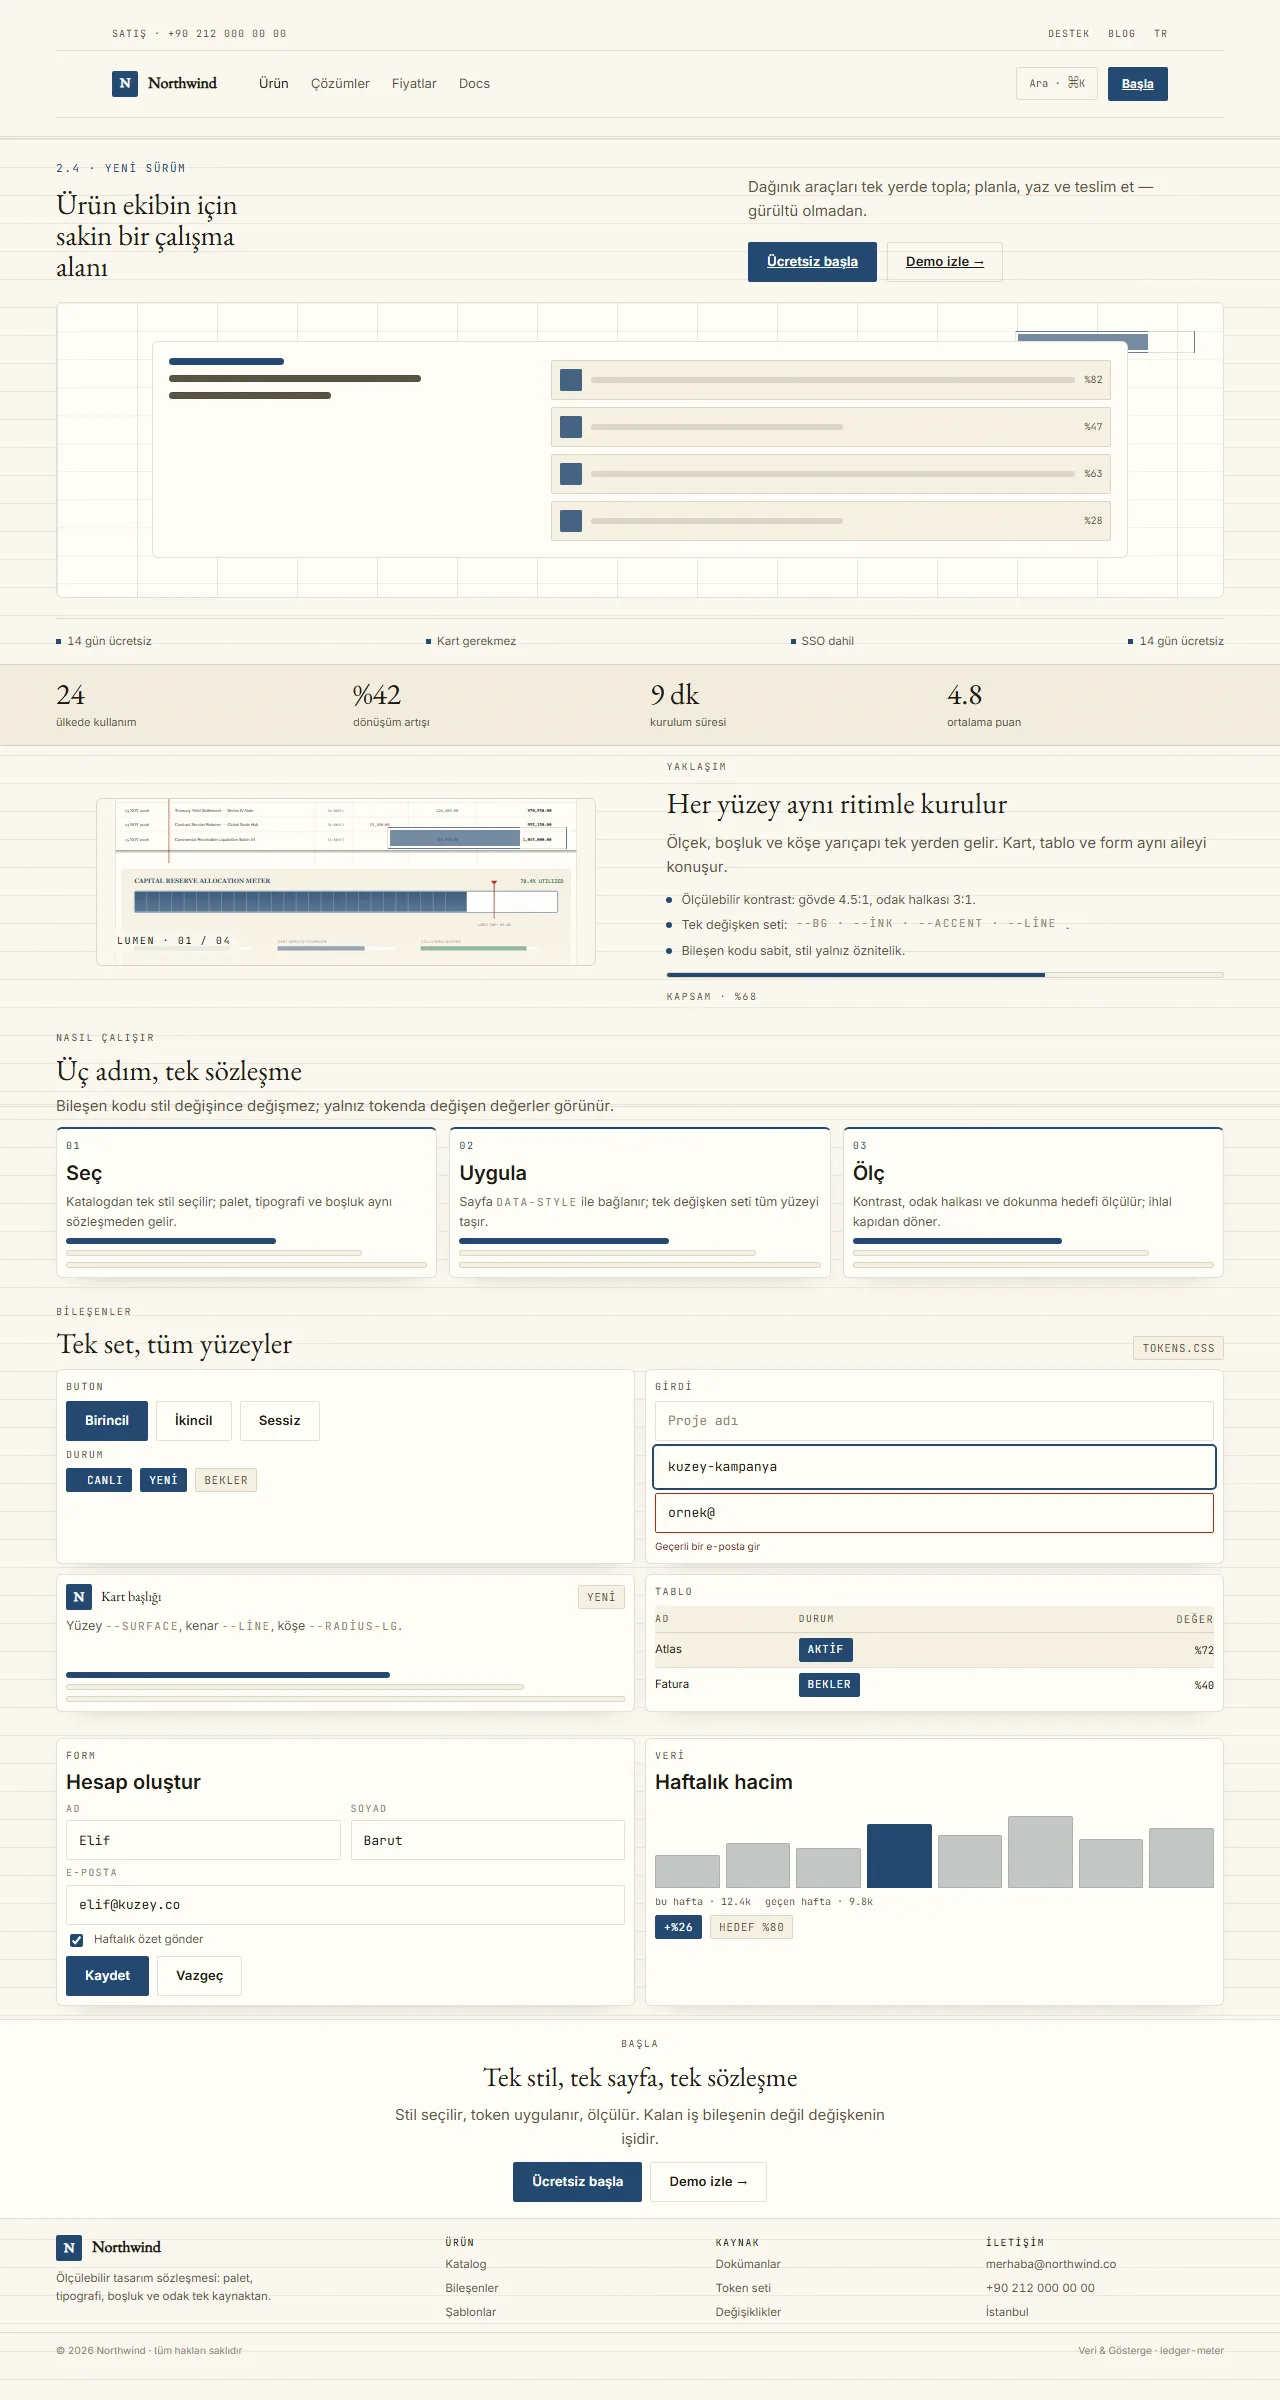 SATIŞ · +90 212 000 00 00
DESTEK BLOG TR
N Northwind Ürün Çözümler Fiyatlar Docs
Ara · ⌘K Başla
2.4 · YENİ SÜRÜM
Ürün ekibin için
sakin bir çalışma
alanı
Dağınık araçları tek yerde topla; planla, yaz ve teslim et —
gürültü olmadan.
Ücretsiz başla Demo izle →
%82
%47
%63
%28
14 gün ücretsiz Kart gerekmez SSO dahil 14 gün ücretsiz
24 %42 9 dk 4.8
ülkede kullanım dönüşüm artışı kurulum süresi ortalama puan
CAPITAL RESERVE ALLOCATION METER 78.4% UTILIZED
LUMEN · 01 / 04
YAKLAŞIM
Her yüzey aynı ritimle kurulur
Ölçek, boşluk ve köşe yarıçapı tek yerden gelir. Kart, tablo ve form aynı aileyi
konuşur.
Ölçülebilir kontrast: gövde 4.5:1, odak halkası 3:1.
Tek değişken seti: --BG · --İNK · --ACCENT · --LİNE .
Bileşen kodu sabit, stil yalnız öznitelik.
KAPSAM · %68
NASIL ÇALIŞIR
Üç adım, tek sözleşme
Bileşen kodu stil değişince değişmez; yalnız tokenda değişen değerler görünür.
01
Seç
Katalogdan tek stil seçilir; palet, tipografi ve boşluk aynı
sözleşmeden gelir.
02
Uygula
Sayfa DATA-STYLE ile bağlanır; tek değişken seti tüm yüzeyi
taşır.
03
Ölç
Kontrast, odak halkası ve dokunma hedefi ölçülür; ihlal
kapıdan döner.
BİLEŞENLER
Tek set, tüm yüzeyler
TOKENS.CSS
BUTON
Birincil İkincil Sessiz
DURUM
CANLI YENİ BEKLER
GİRDİ
Proje adı
kuzey-kampanya
ornek@
Geçerli bir e-posta gir
N Kart başlığı YENİ
Yüzey --SURFACE, kenar --LİNE, köşe --RADİUS-LG.
TABLO
AD DURUM DEĞER
Atlas AKTİF %72
Fatura BEKLER %40
FORM
Hesap oluştur
AD SOYAD
Elif Barut
E-POSTA
elif@kuzey.co
Haftalık özet gönder
Kaydet Vazgeç
VERİ
Haftalık hacim
bu hafta · 12.4k geçen hafta · 9.8k
+%26 HEDEF %80
BAŞLA
Tek stil, tek sayfa, tek sözleşme
Stil seçilir, token uygulanır, ölçülür. Kalan iş bileşenin değil değişkenin
işidir.
Ücretsiz başla Demo izle →
N Northwind
Ölçülebilir tasarım sözleşmesi: palet,
tipografi, boşluk ve odak tek kaynaktan.
ÜRÜN
Katalog
Bileşenler
Şablonlar
KAYNAK
Dokümanlar
Token seti
Değişiklikler
İLETİŞİM
merhaba@northwind.co
+90 212 000 00 00
İstanbul
© 2026 Northwind · tüm hakları saklıdır
Veri & Gösterge · ledger-meter